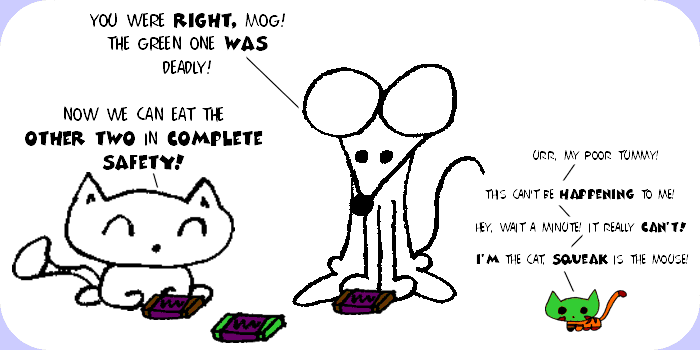 YOU WERE RIGHT, MOG!
THE GREEN ONE WAS
DEADLY!
NOW WE CAN EAT THE
OTHER TWO IN COMPLETE
SAFETY!
URR, MY POOR TUMMY!
THIS CAN'T BE HAPPENING TO ME!
HEY, WAIT A MINUTE! IT REALLY CAN'T!
I'M THE CAT, SQUEAK IS THE MOUSE!